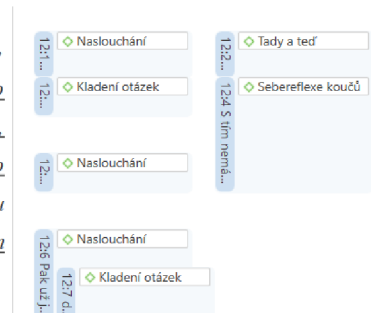 12:1...
Naslouchání
12:2...
Tady a teď
12:...
Kladení otázek
12:4 S tím nemá...
Sebereflexe koučů
12:...
Naslouchání
12:6 Pak už j...
Naslouchání
12:7 d...
Kladení otázek